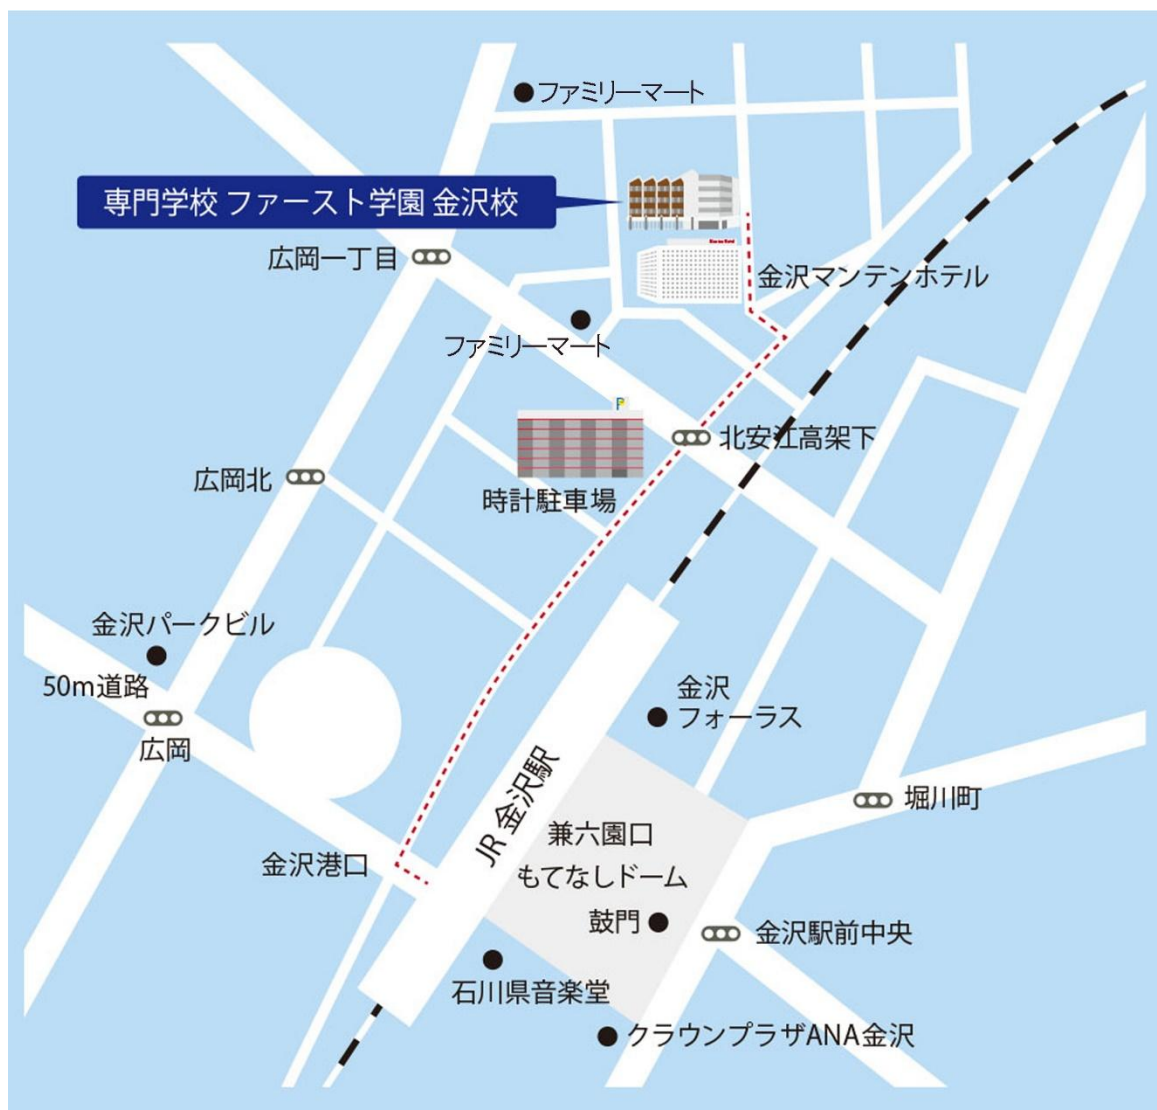 ファミリーマート
専門学校 ファースト学園 金沢校
広岡一丁目
金沢マンテンホテル
ファミリーマート
P
北安江高架下
広岡北
時計駐車場
金沢パークビル
50m道路
広岡
金沢
フォーラス
JR 金沢駅
堀川町
兼六園口
もてなしドーム
金沢港口
鼓門
金沢駅前中央
石川県音楽堂
クラウンプラザANA金沢